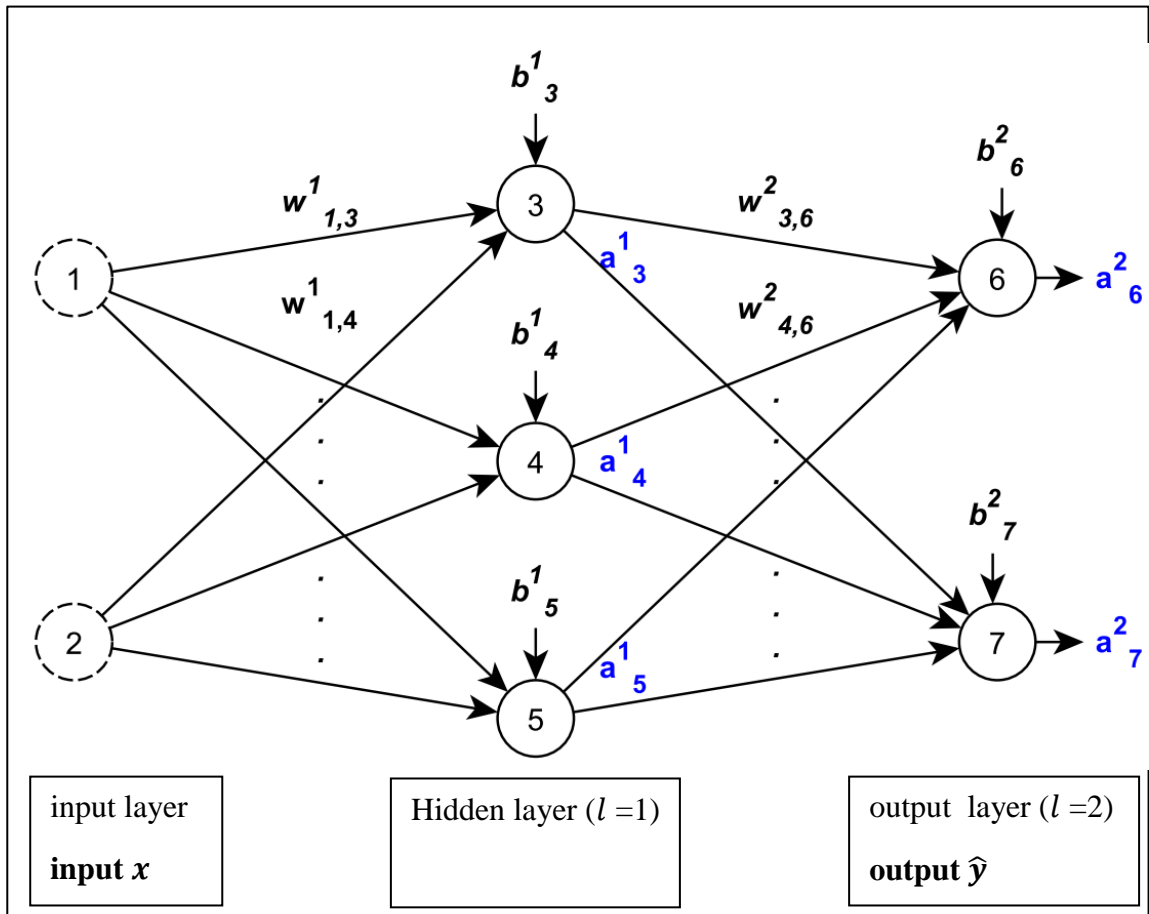 b¹₃
b²₆
w¹₁,₃
w²₃,₆
3
a¹₃
1
6
a²₆
w¹₁,₄
w²₄,₆
b¹₄
.
.
.
.
.
.
4
a¹₄
b²₇
b¹₅
.
.
.
.
.
.
2
7
a²₇
a¹₅
5
input layer
input x
Hidden layer (l =1)
output layer (l =2)
output ŷ